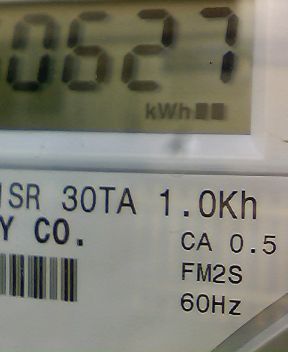 0627
kWh
SR 30TA 1.0Kh
Y CO.
CA 0.5
FM2S
60Hz